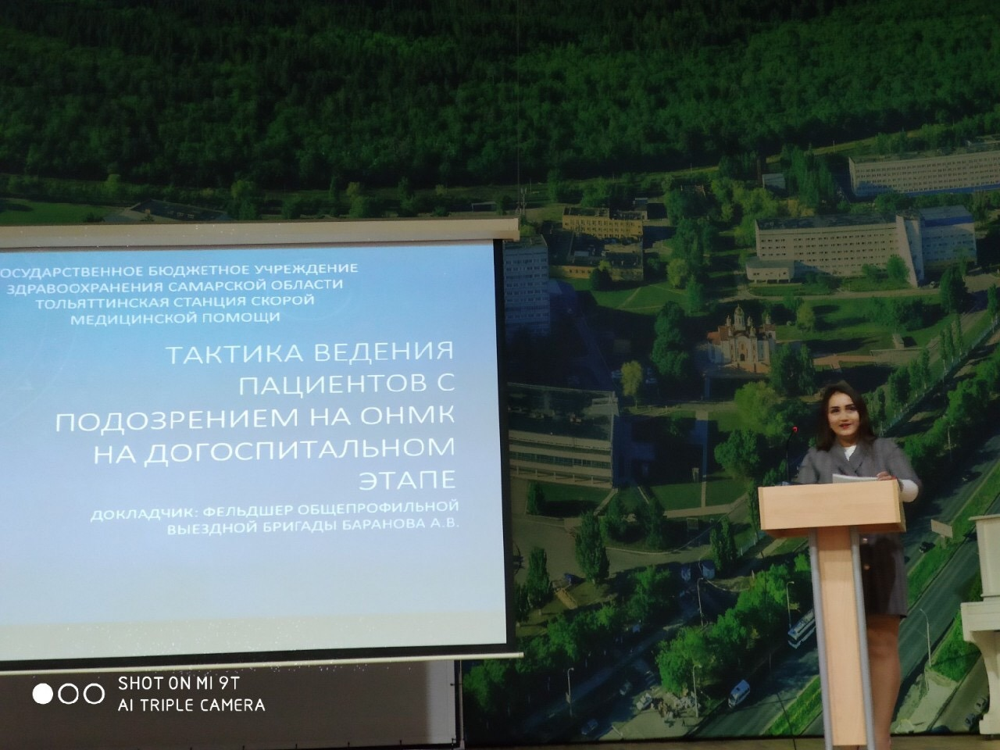 ОСУДАРСТВЕННОЕ БЮДЖЕТНОЕ УЧРЕЖДЕНИЕ
ЗДРАВООХРАНЕНИЯ САМАРСКОЙ ОБЛАСТИ
ТОЛЬЯТТИНСКАЯ СТАНЦИЯ СКОРОЙ
МЕДИЦИНСКОЙ ПОМОЩИ
ТАКТИКА ВЕДЕНИЯ
ПАЦИЕНТОВ С
ПОДОЗРЕНИЕМ НА ОНМК
НА ДОГОСПИТАЛЬНОМ
ЭТАПЕ
ДОКЛАДЧИК: ФЕЛЬДШЕР ОБЩЕПРОФИЛЬНОЙ
ВЫЕЗДНОЙ БРИГАДЫ БАРАНОВА А.В.
SHOT ON MI 9T
AI TRIPLE CAMERA